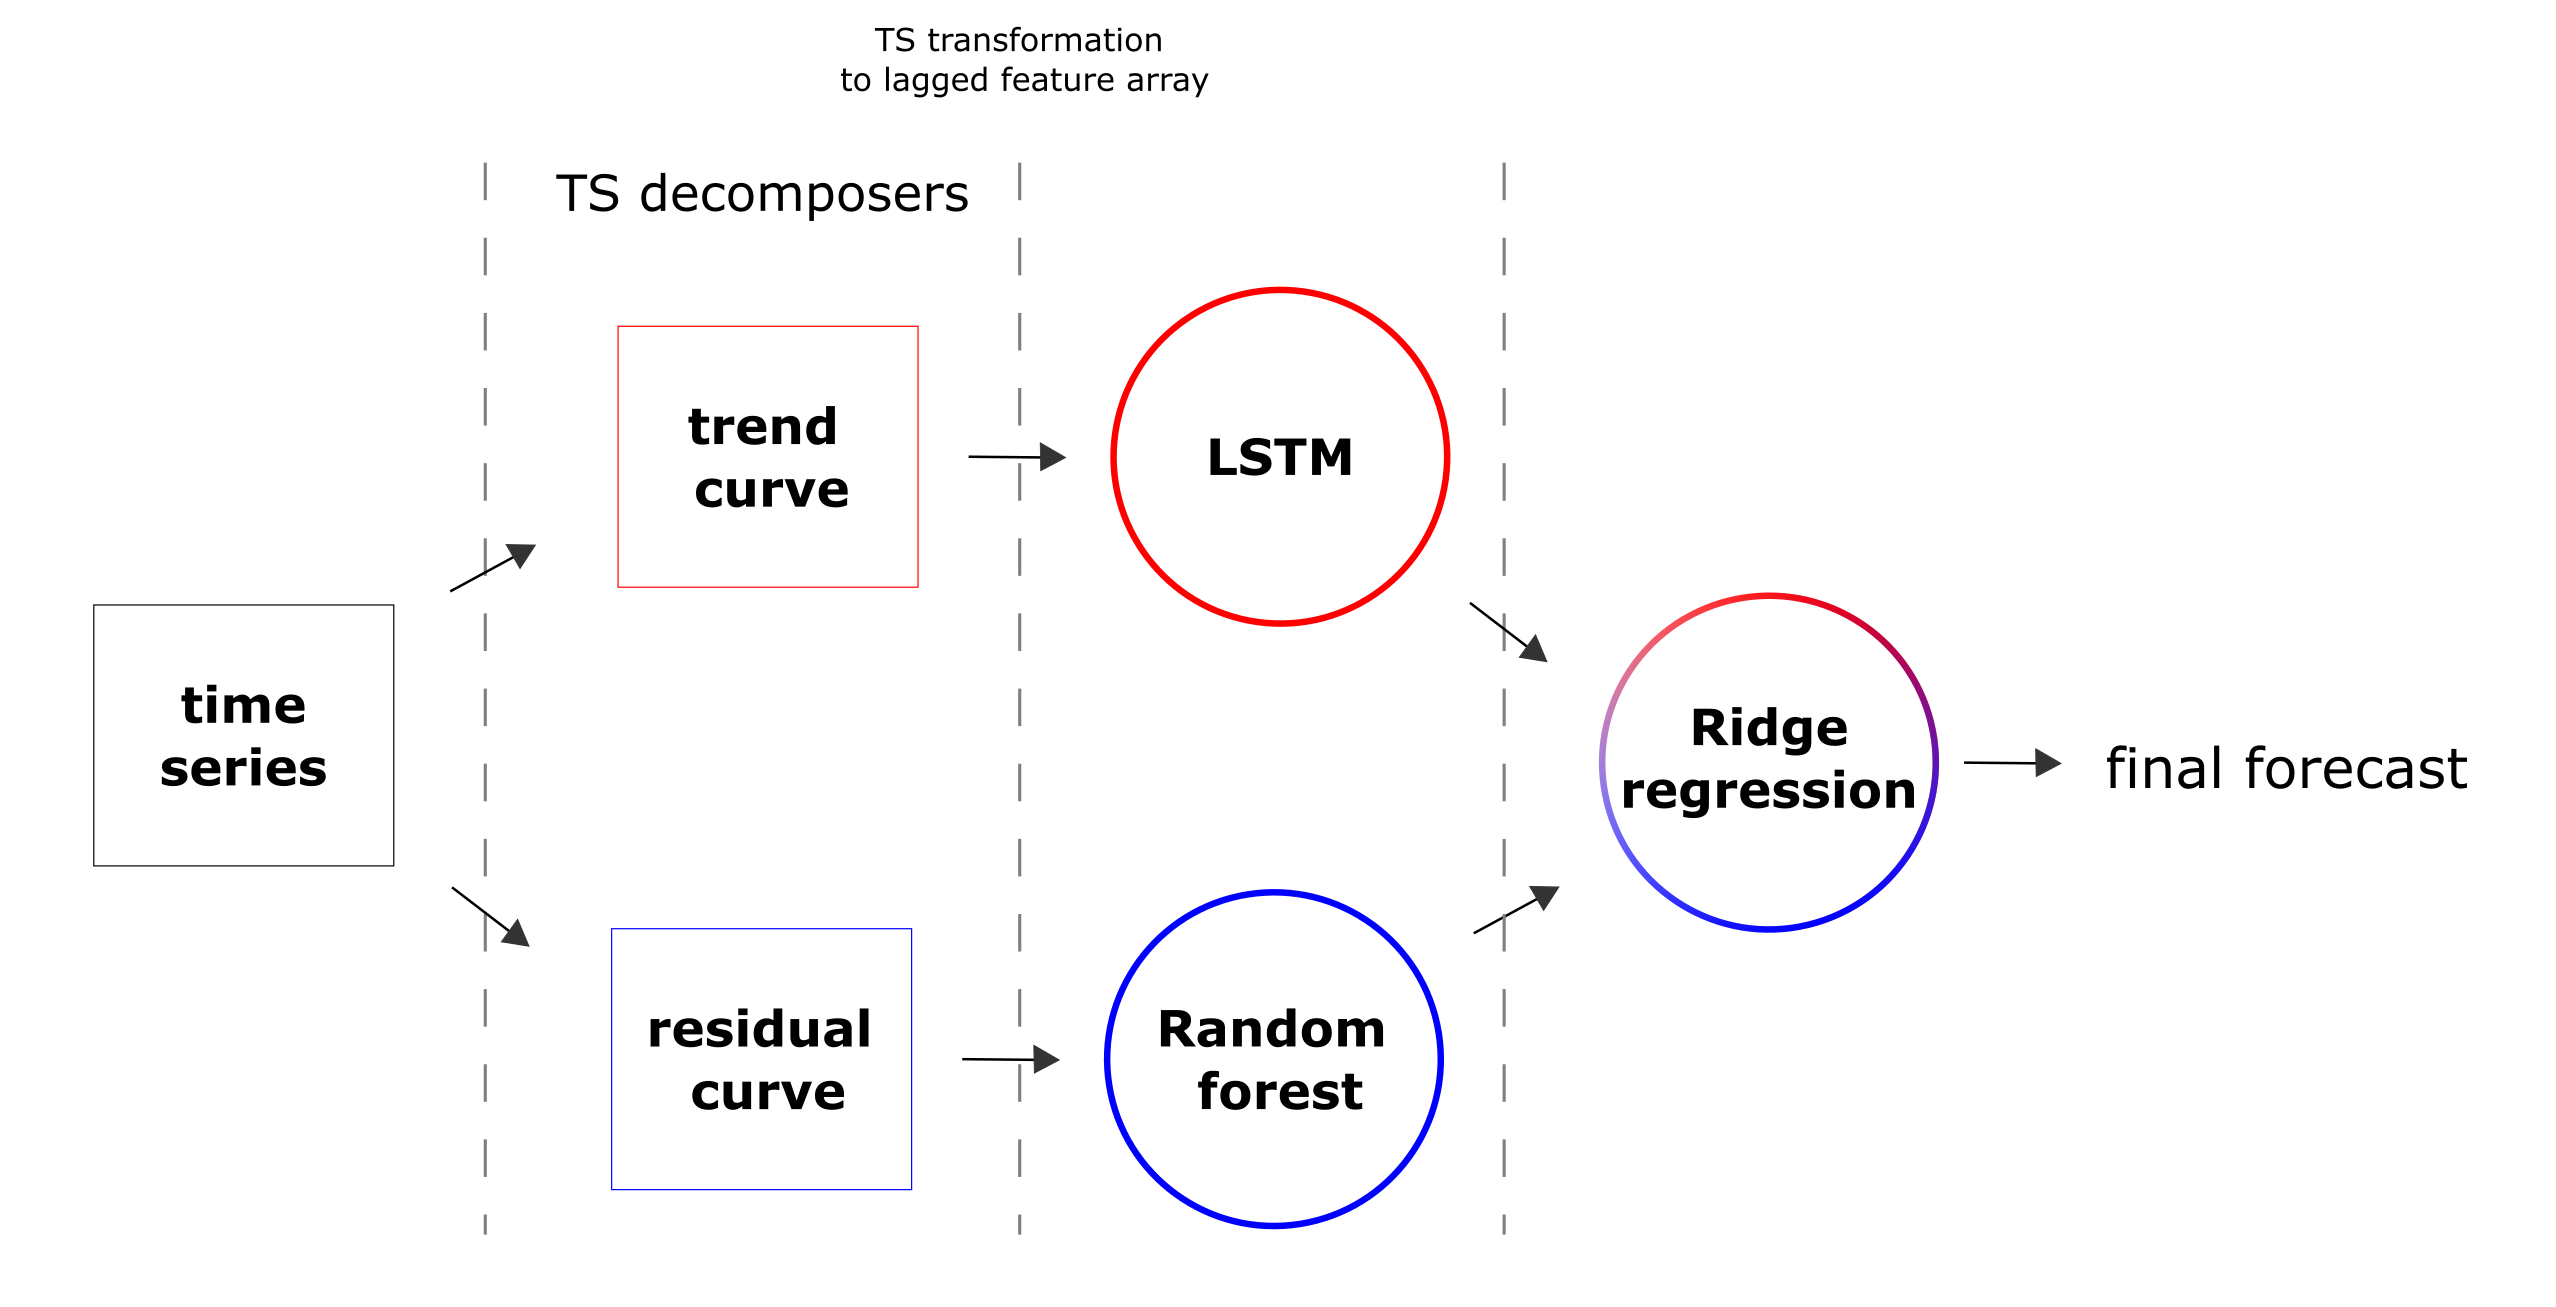 TS transformation
to lagged feature array
TS decomposers
trend
curve
LSTM
time
series
Ridge
regression
final forecast
residual
curve
Random
forest